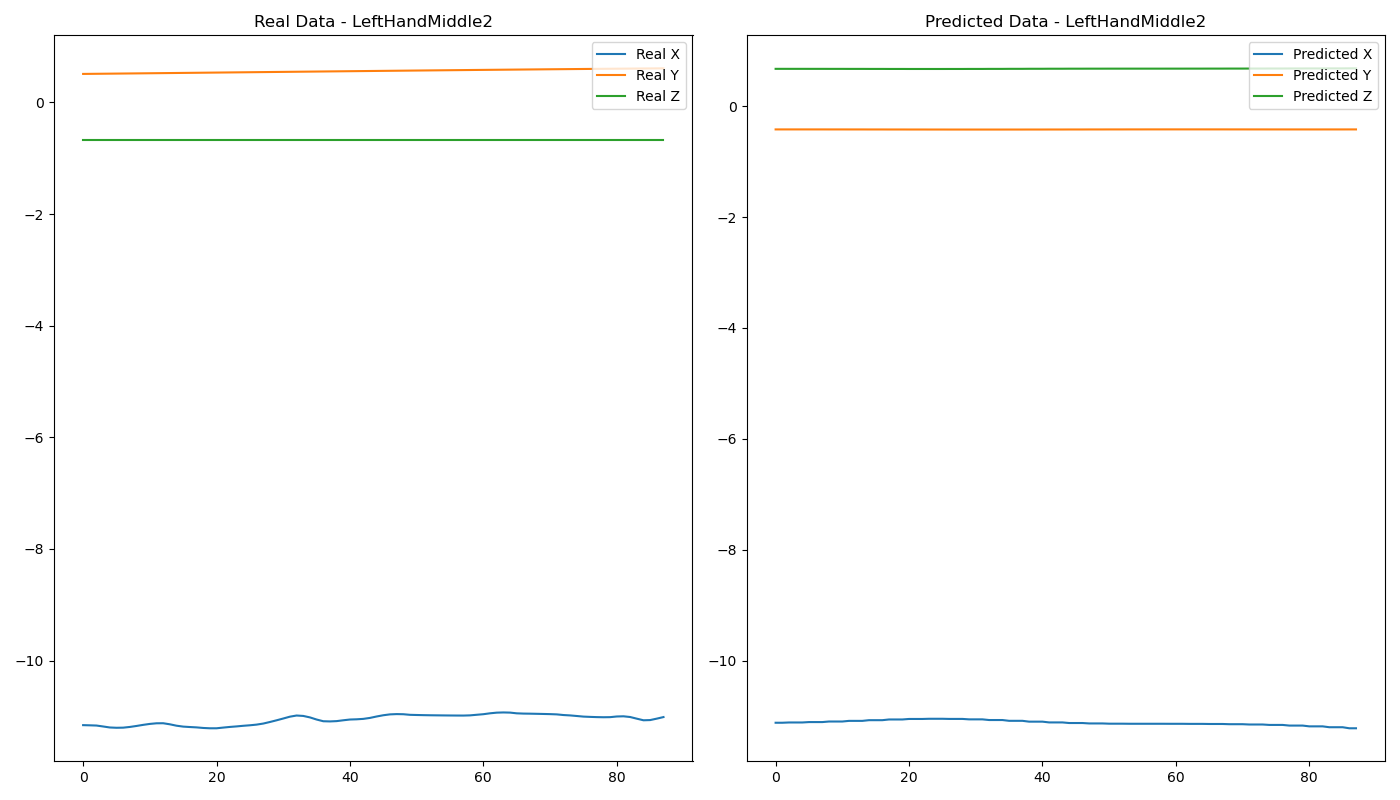 Real Data - LeftHandMiddle2
Real X
Real Y
Real Z
0
−2
−4
−6
−8
−10
0 20 40 60 80
Predicted Data - LeftHandMiddle2
Predicted X
Predicted Y
Predicted Z
0
−2
−4
−6
−8
−10
0 20 40 60 80